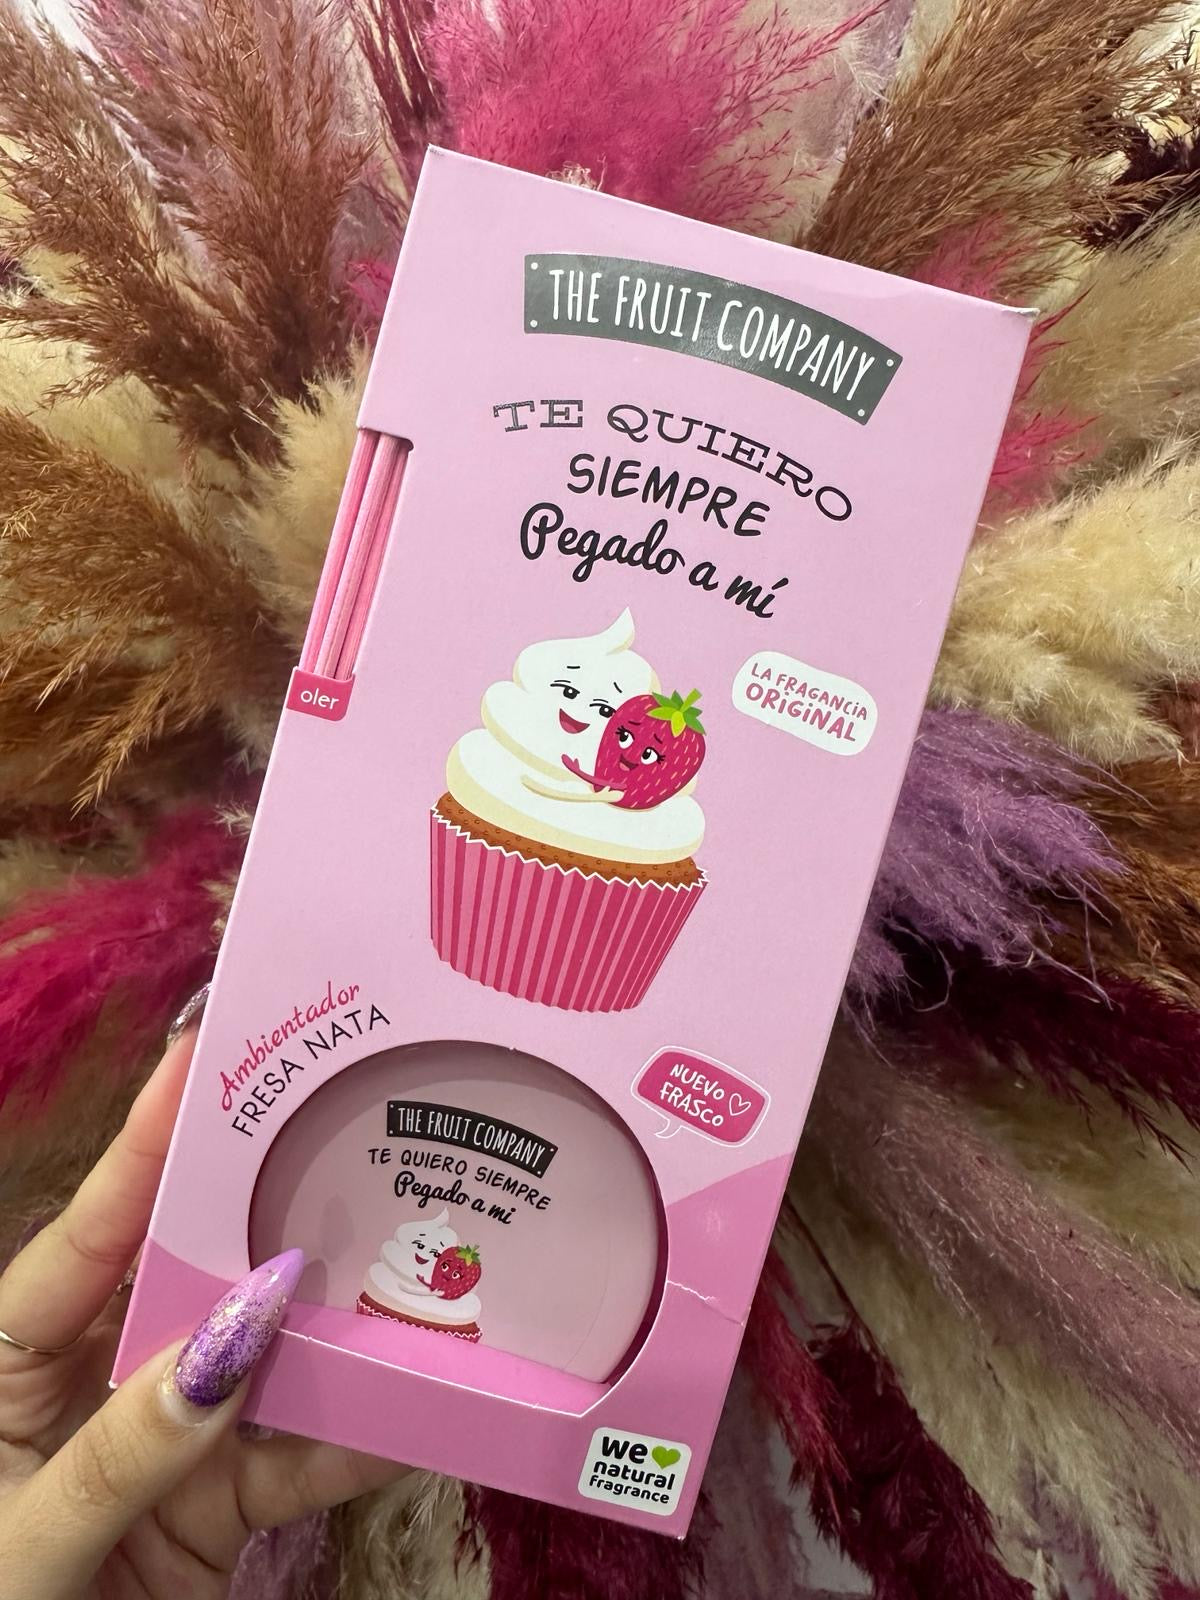 THE FRUIT COMPANY
TE QUIERO
SIEMPRE
Pegado a mí
LA FRAGANCIA
ORIGINAL
oler
Ambientador
FRESA NATA
NUEVO
FRASCO
THE FRUIT COMPANY
TE QUIERO SIEMPRE
Pegado a mi
we
natural
fragrance